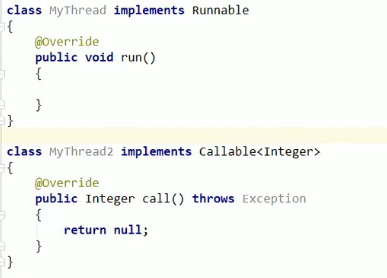 class MyThread implements Runnable
{
    @Override
    public void run()
    {
    }
}
class MyThread2 implements Callable<Integer>
{
    @Override
    public Integer call() throws Exception
    {
        return null;
    }
}